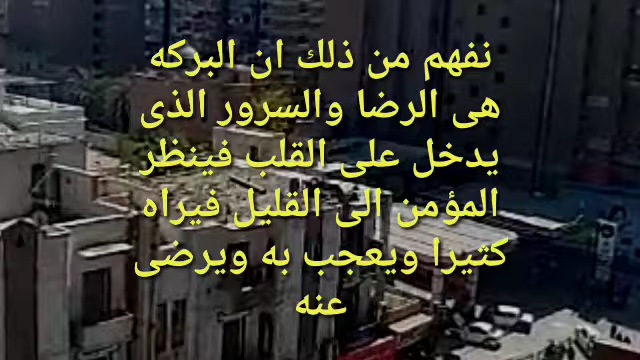 نفهم من ذلك ان البركه
هى الرضا والسرور الذى
يدخل على القلب فينظر
المؤمن الى القليل فيراه
كثيرا ويعجب به ويرضى
عنه